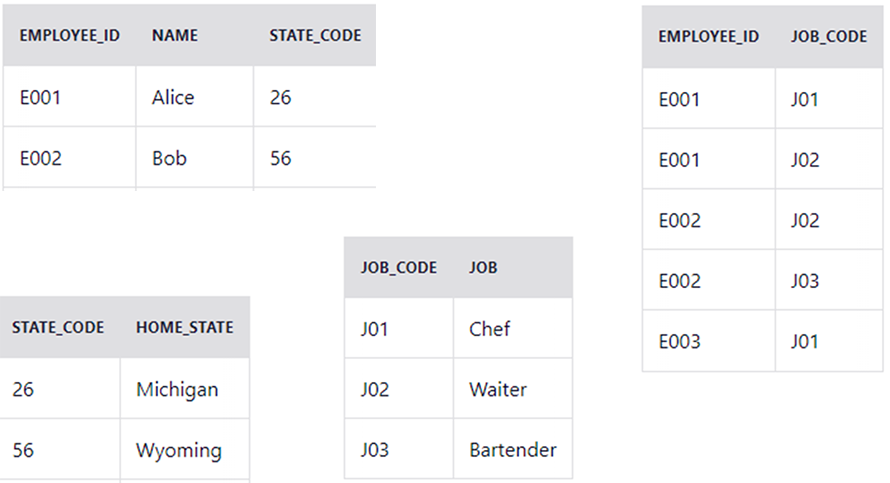 EMPLOYEE_ID NAME STATE_CODE
E001 Alice 26
E002 Bob 56
EMPLOYEE_ID JOB_CODE
E001 J01
E001 J02
E002 J02
E002 J03
E003 J01
STATE_CODE HOME_STATE
26 Michigan
56 Wyoming
JOB_CODE JOB
J01 Chef
J02 Waiter
J03 Bartender